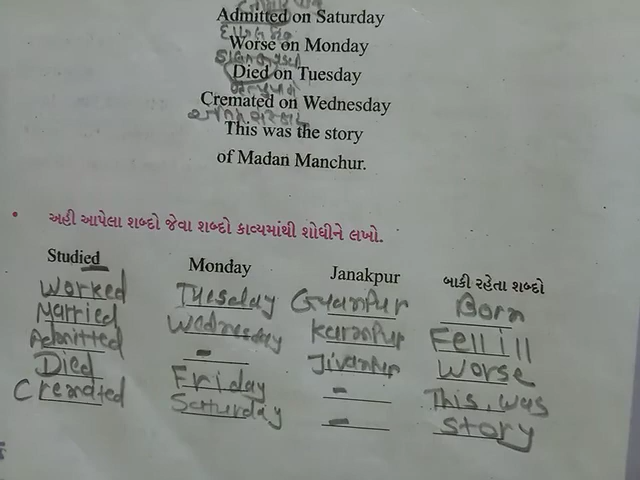 Admitted on Saturday
Worse on Monday
Died on Tuesday
Cremated on Wednesday
This was the story
of Madan Manchur.
• અહીં આપેલા શબ્દો જેવા શબ્દો કાવ્યમાંથી શોધીને લખો.
Studied Monday Janakpur બાકી રહેતા શબ્દો
Worked Tuesday Gyanpur Born
Married Wednesday Karanpur Fell ill
Admitted - Jivanpur Worse
Died Friday - This was
Cremated Saturday - Story